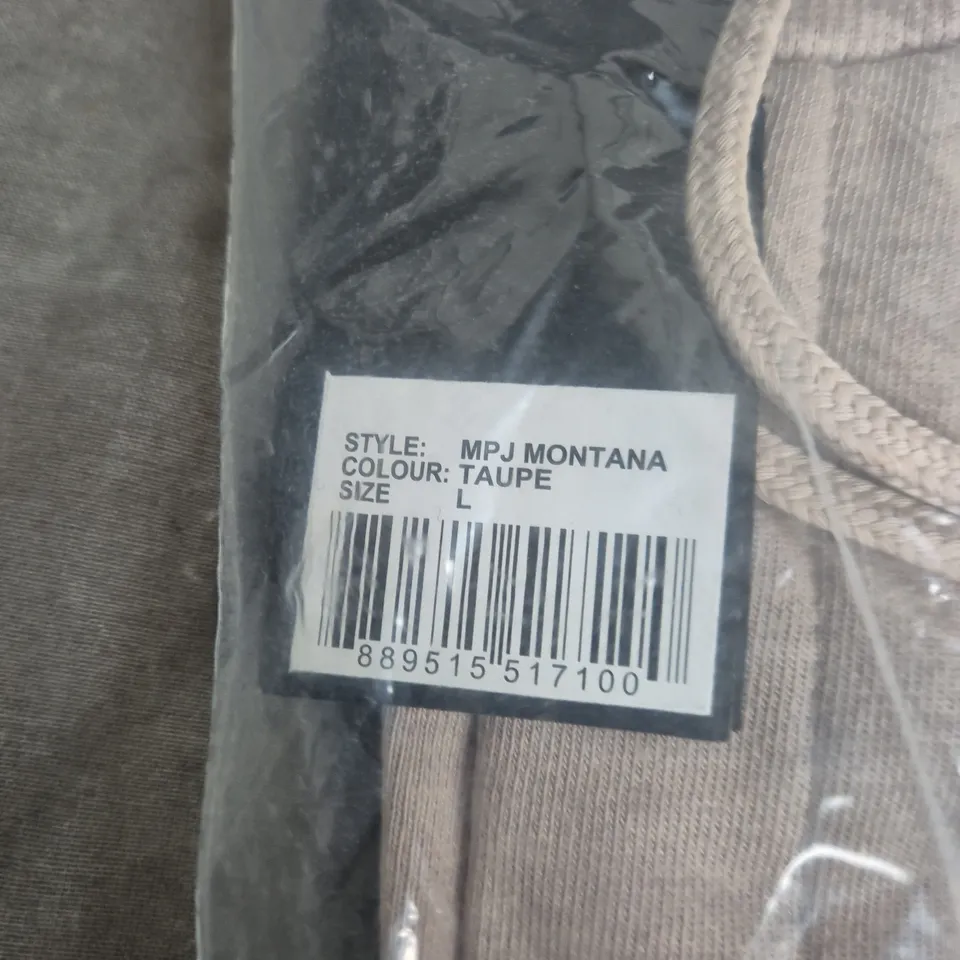 STYLE: MPJ MONTANA
COLOUR: TAUPE
SIZE L
889515 517100